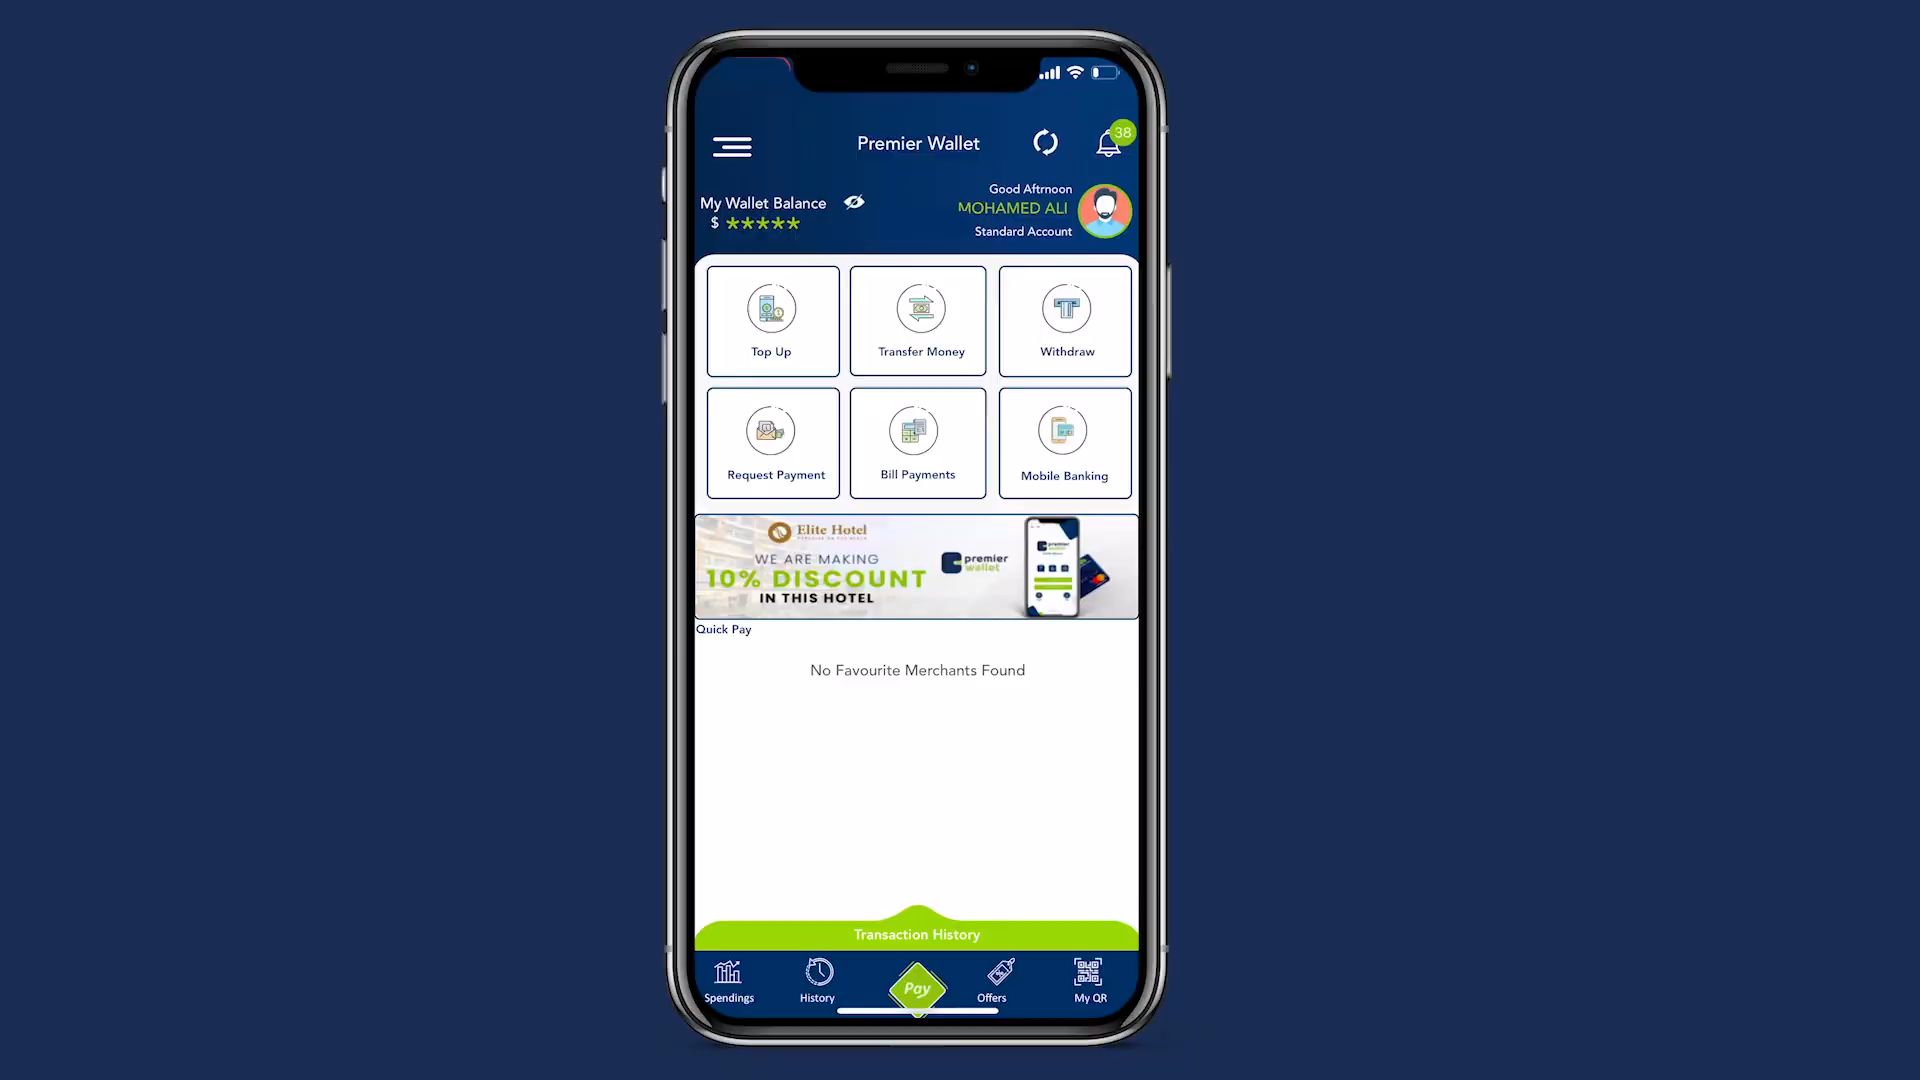 Premier Wallet
38
My Wallet Balance
$ *****
Good Aftrnoon
MOHAMED ALI
Standard Account
Top Up
Transfer Money
Withdraw
Request Payment
Bill Payments
Mobile Banking
Elite Hotel
WE ARE MAKING
10% DISCOUNT
IN THIS HOTEL
premier
wallet
premier
Quick Pay
No Favourite Merchants Found
Transaction History
Spendings
History
Pay
Offers
My QR